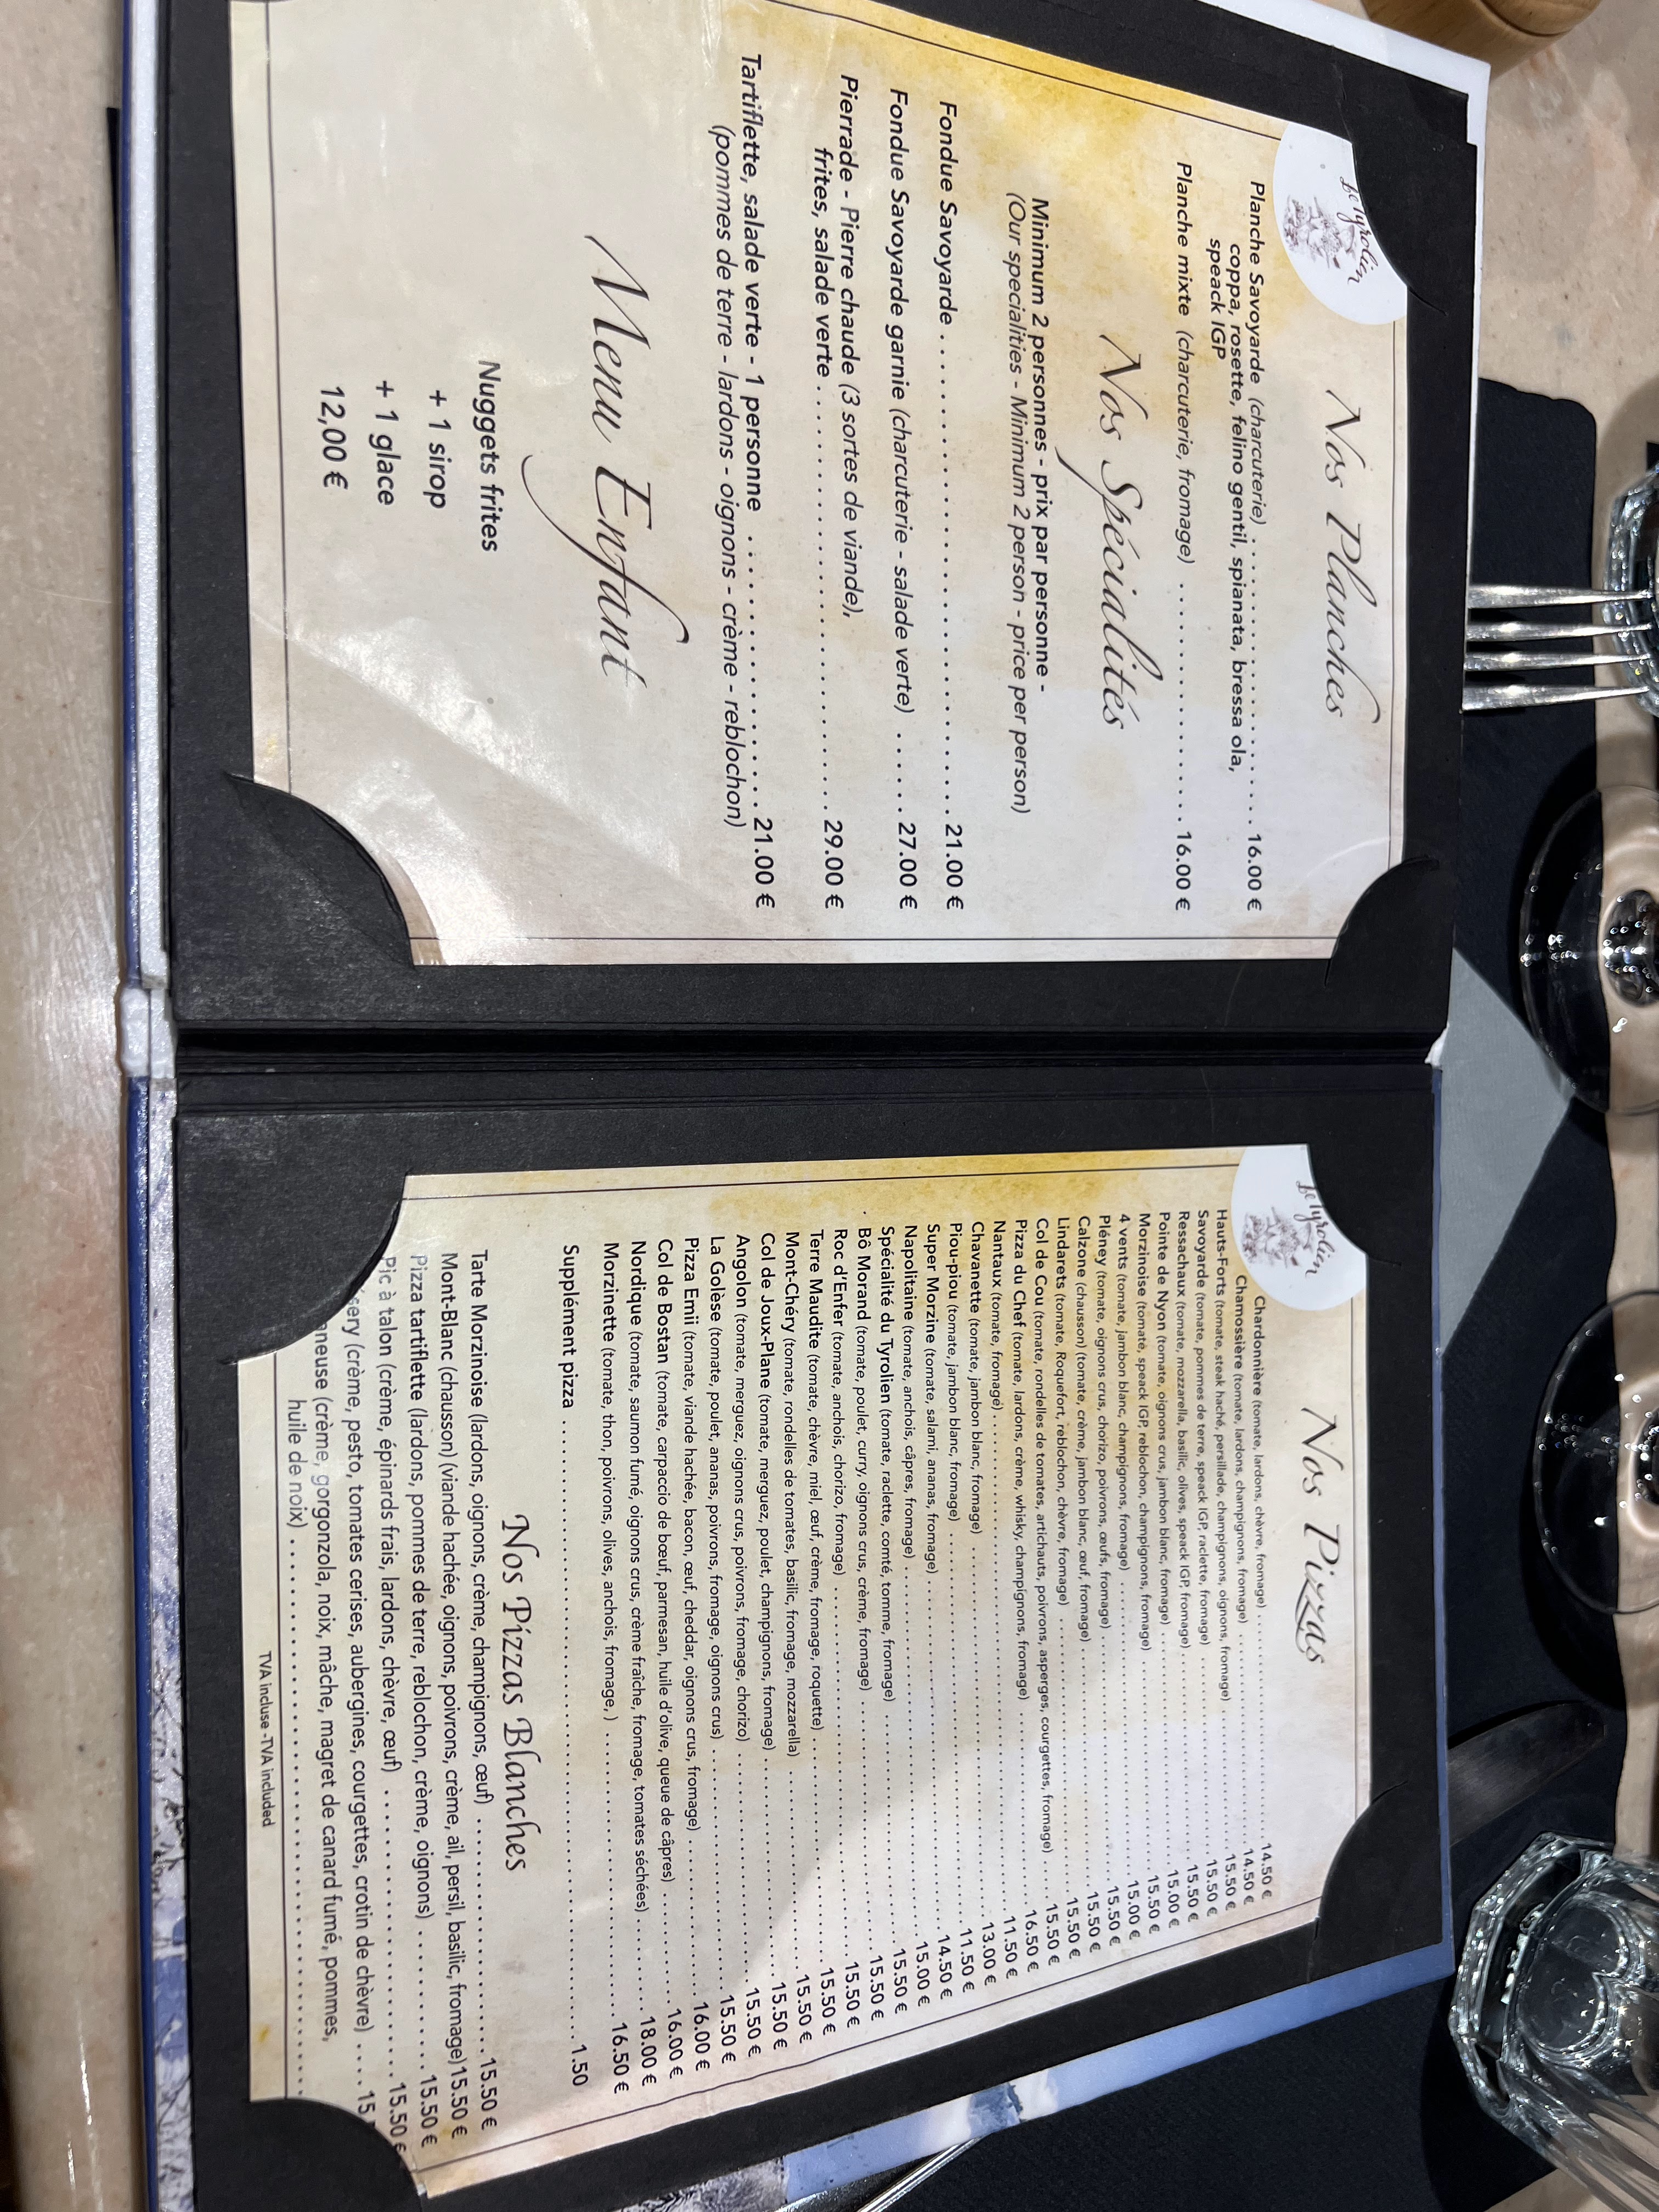 Le Tyrolien
Nos Planches
Planche Savoyarde (charcuterie) . . . . . . . . . . . . . . . . . . . . . 16.00 €
coppa, rosette, felino gentil, spianata, bressa ola,
speack IGP
Planche mixte (charcuterie, fromage) . . . . . . . . . . . . . . . . . 16.00 €
Nos Spécialités
Minimum 2 personnes - prix par personne -
(Our specialities - Minimum 2 person - price per person)
Fondue Savoyarde . . . . . . . . . . . . . . . . . . . . . . . . . . . . . . . 21.00 €
Fondue Savoyarde garnie (charcuterie - salade verte) . . . . . . 27.00 €
Pierrade - Pierre chaude (3 sortes de viande),
frites, salade verte . . . . . . . . . . . . . . . . . . . . . . . . . . . . . 29.00 €
Tartiflette, salade verte - 1 personne . . . . . . . . . . . . . . . . . . 21.00 €
(pommes de terre - lardons - oignons - crème - reblochon)
Menu Enfant
Nuggets frites
+ 1 sirop
+ 1 glace
12,00 €
Le Tyrolien
Nos Pizzas
Chardonnière (tomate, lardons, chèvre, fromage) . . . . . . . . . . 14.50 €
Chamossière (tomate, lardons, champignons, fromage) . . . . . . . . . . 14.50 €
Hauts-Forts (tomate, steak haché, persillade, champignons, oignons, fromage) . . . . . . . . . . 15.50 €
Savoyarde (tomate, pommes de terre, speack IGP, raclette, fromage) . . . . . . . . . . 15.50 €
Ressachaux (tomate, mozzarella, basilic, olives, speack IGP, fromage) . . . . . . . . . . 15.50 €
Pointe de Nyon (tomate, oignons crus, jambon blanc, fromage) . . . . . . . . . . 15.00 €
Morzinoise (tomate, speack IGP, reblochon, champignons, fromage) . . . . . . . . . . 15.50 €
4 vents (tomate, jambon blanc, champignons, fromage) . . . . . . . . . . 15.00 €
Pléney (tomate, oignons crus, chorizo, poivrons, œufs, fromage) . . . . . . . . . . 15.50 €
Calzone (chausson) (tomate, crème, jambon blanc, œuf, fromage) . . . . . . . . . . 15.50 €
Lindarets (tomate, Roquefort, reblochon, chèvre, fromage) . . . . . . . . . . 15.50 €
Col de Cou (tomate, rondelles de tomates, artichauts, poivrons, asperges, courgettes, fromage) . . . . . . . . . . 15.50 €
Pizza du Chef (tomate, lardons, crème, whisky, champignons, fromage) . . . . . . . . . . 16.50 €
Nantaux (tomate, fromage) . . . . . . . . . . 11.50 €
Chavanette (tomate, jambon blanc, fromage) . . . . . . . . . . 13.00 €
Piou-piou (tomate, jambon blanc, fromage) . . . . . . . . . . 11.50 €
Super Morzine (tomate, salami, ananas, fromage) . . . . . . . . . . 14.50 €
Napolitaine (tomate, anchois, câpres, fromage) . . . . . . . . . . 15.00 €
Spécialité du Tyrolien (tomate, raclette, comté, tomme, fromage) . . . . . . . . . . 15.50 €
Bô Morand (tomate, poulet, curry, oignons crus, crème, fromage) . . . . . . . . . . 15.50 €
Roc d'Enfer (tomate, anchois, chorizo, fromage) . . . . . . . . . . 15.50 €
Terre Maudite (tomate, chèvre, miel, œuf, crème, fromage, roquette) . . . . . . . . . . 15.50 €
Mont-Chéry (tomate, rondelles de tomates, basilic, fromage, mozzarella) . . . . . . . . . . 15.50 €
Col de Joux-Plane (tomate, merguez, poulet, champignons, fromage) . . . . . . . . . . 15.50 €
Angolon (tomate, merguez, oignons crus, poivrons, fromage, chorizo) . . . . . . . . . . 15.50 €
La Golèse (tomate, poulet, ananas, poivrons, fromage, oignons crus) . . . . . . . . . . 15.50 €
Pizza Emii (tomate, viande hachée, bacon, œuf, cheddar, oignons crus, fromage) . . . . . . . . . . 16.00 €
Col de Bostan (tomate, carpaccio de bœuf, parmesan, huile d'olive, queue de câpres) . . . . . . . . . . 16.00 €
Nordique (tomate, saumon fumé, oignons crus, crème fraîche, fromage, tomates séchées) . . . . . . . . . . 18.00 €
Morzinette (tomate, thon, poivrons, olives, anchois, fromage,) . . . . . . . . . . 16.50 €
Supplément pizza . . . . . . . . . . . . . . . . . . . . 1.50
Nos Pizzas Blanches
Tarte Morzinoise (lardons, oignons, crème, champignons, œuf) . . . . . . . . . . 15.50 €
Mont-Blanc (chausson) (viande hachée, oignons, poivrons, crème, ail, persil, basilic, fromage)15.50 €
Pizza tartiflette (lardons, pommes de terre, reblochon, crème, oignons) . . . . . . . . . . 15.50 €
Pic à talon (crème, épinards frais, lardons, chèvre, œuf) . . . . . . . . . . 15.50 €
sery (crème, pesto, tomates cerises, aubergines, courgettes, crotin de chèvre) . . . . 15
neuse (crème, gorgonzola, noix, mâche, magret de canard fumé, pommes,
huile de noix) . . . . . . . . . . . . . . . . . . . .
TVA incluse -TVA included